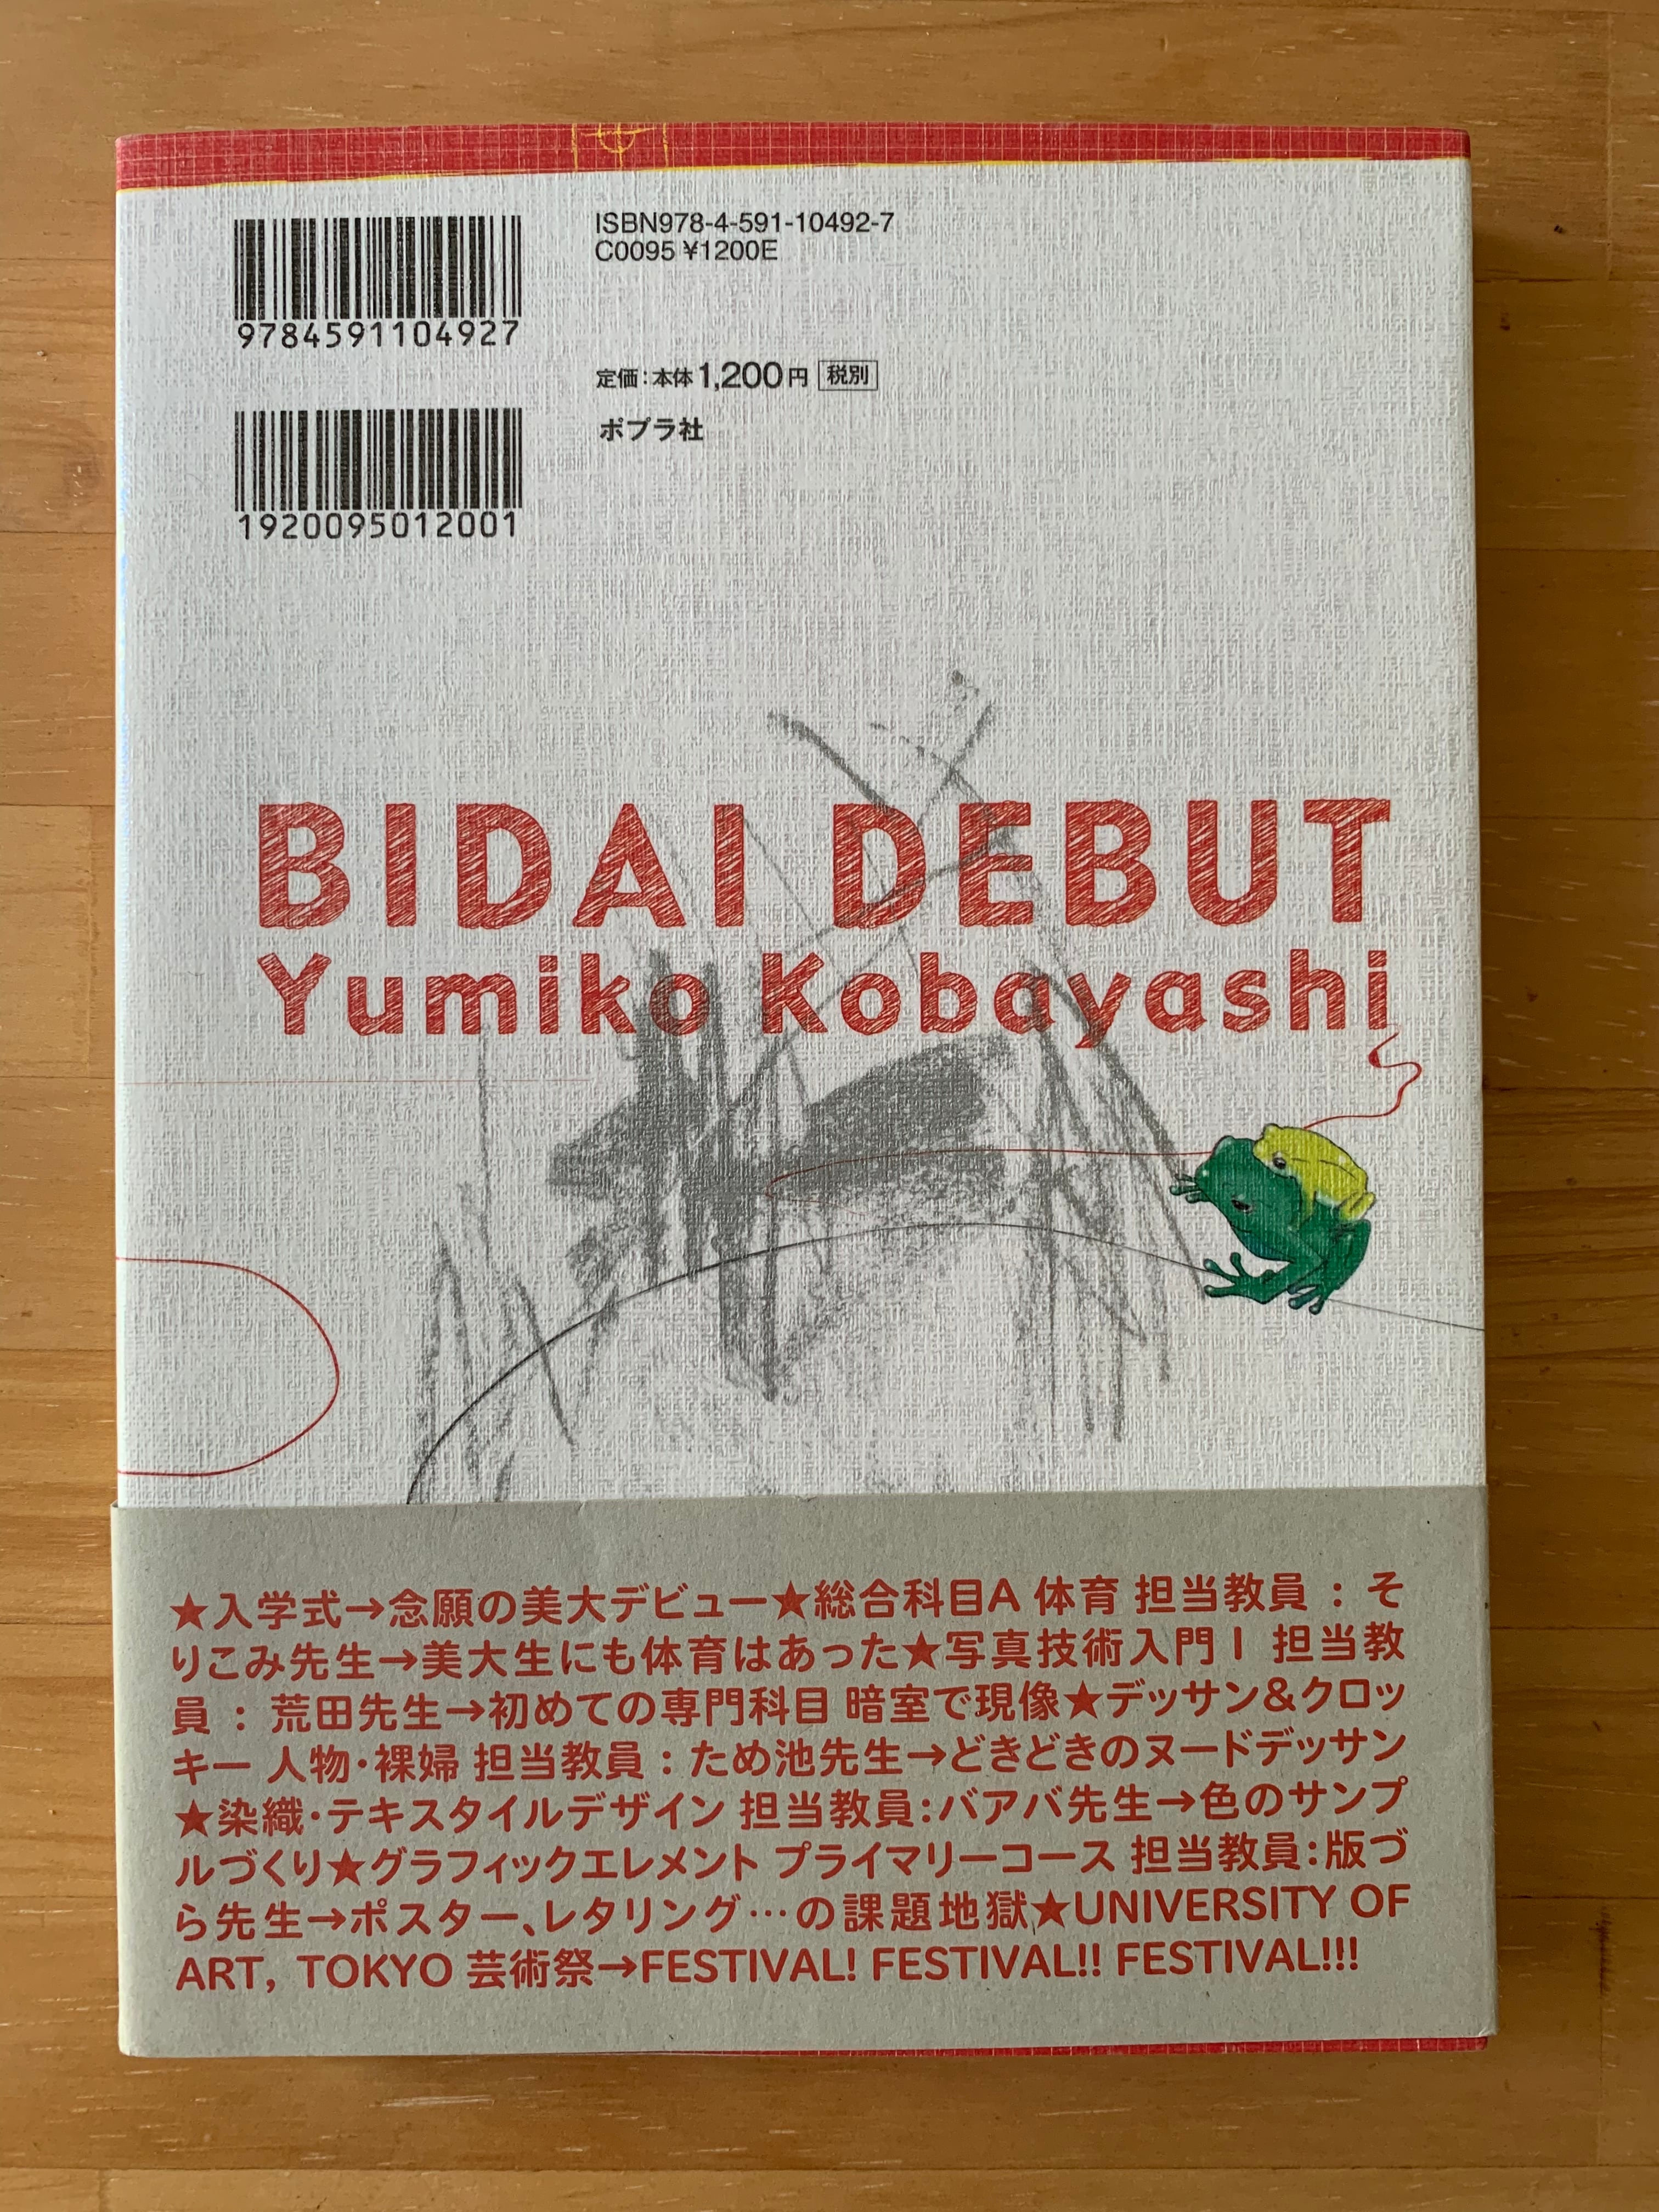 ISBN978-4-591-10492-7
C0095 ¥1200E
9784591104927
定価:本体1,200円 税別
ポプラ社
1920095012001
BIDAI DEBUT
Yumiko Kobayashi
★入学式→念願の美大デビュー★総合科目A 体育 担当教員 : そ
りこみ先生→美大生にも体育はあった★写真技術入門Ⅰ 担当教
員 : 荒田先生→初めての専門科目 暗室で現像★デッサン&クロッ
キー 人物・裸婦 担当教員 : ため池先生→どきどきのヌードデッサン
★染織・テキスタイルデザイン 担当教員:バアバ先生→色のサンプ
ルづくり★グラフィックエレメント プライマリーコース 担当教員:版づ
ら先生→ポスター、レタリング…の課題地獄★UNIVERSITY OF
ART, TOKYO 芸術祭→FESTIVAL! FESTIVAL!! FESTIVAL!!!